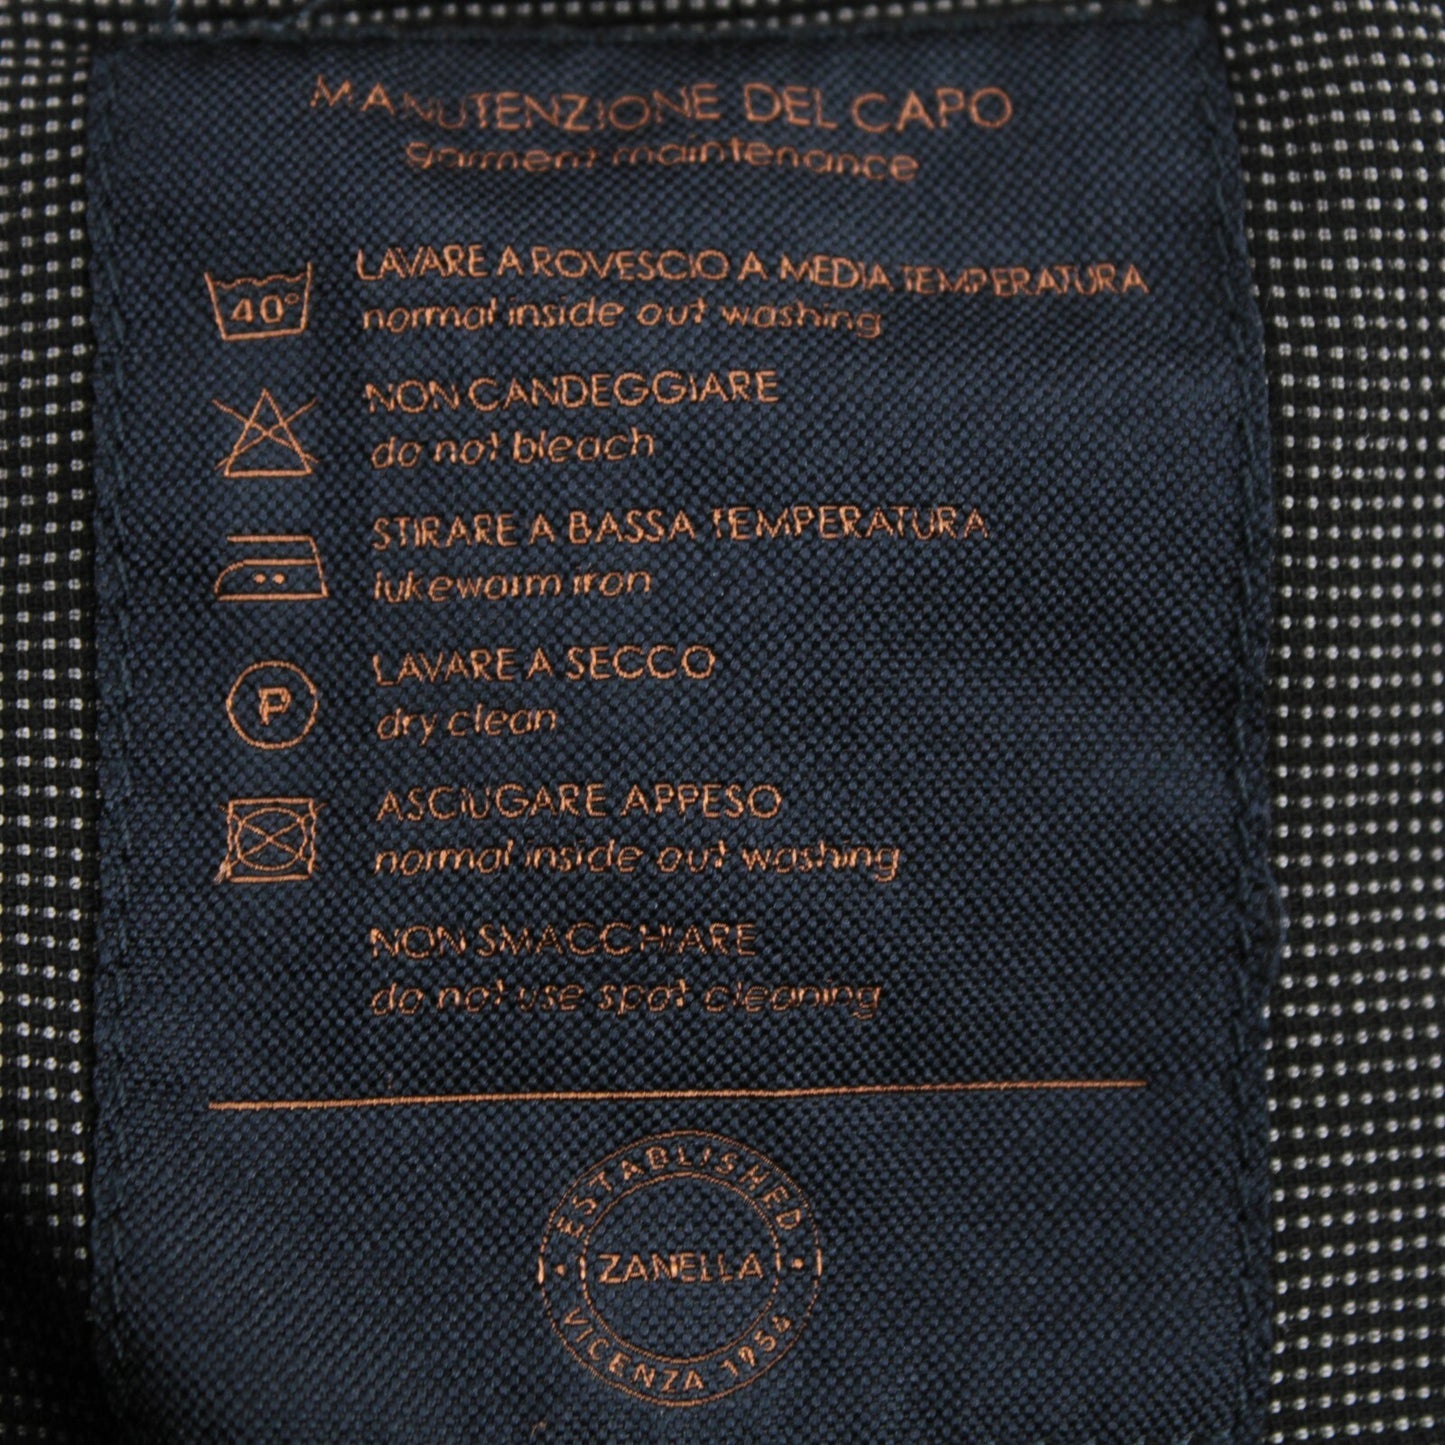 MANUTENZIONE DEL CAPO
garment maintenance
40°
LAVARE A ROVESCIO A MEDIA TEMPERATURA
normal inside out washing
NON CANDEGGIARE
do not bleach
STIRARE A BASSA TEMPERATURA
lukewarm iron
P
LAVARE A SECCO
dry clean
ASCIUGARE APPESO
normal inside out washing
NON SMACCHIARE
do not use spot cleaning
ESTABLISHED
ZANELLA
VICENZA 1956